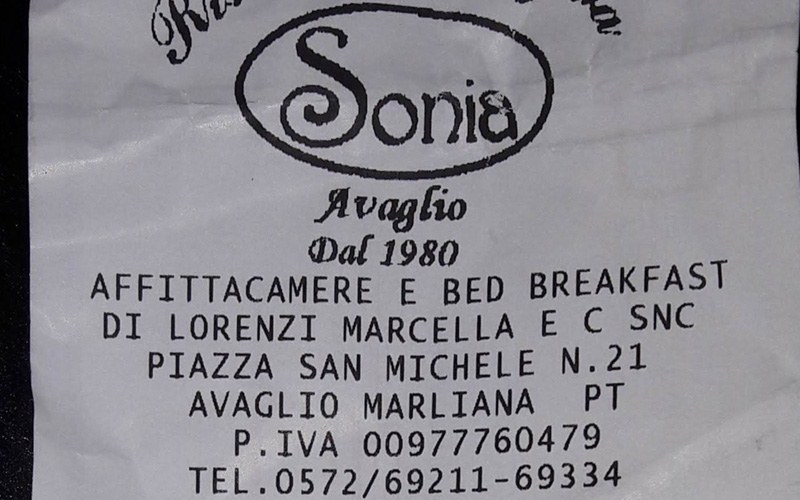 Sonia
Avaglio
Dal 1980
AFFITTACAMERE E BED BREAKFAST
DI LORENZI MARCELLA E C SNC
PIAZZA SAN MICHELE N.21
AVAGLIO MARLIANA PT
P.IVA 00977760479
TEL.0572/69211-69334